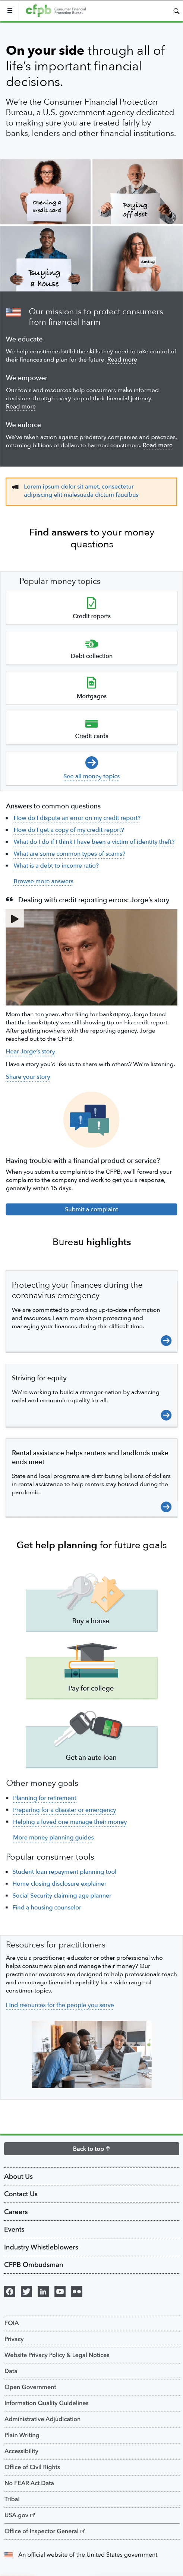 cfpb Consumer Financial
Protection Bureau
On your side through all of
life's important financial
decisions.
We're the Consumer Financial Protection
Bureau, a U.S. government agency dedicated
to making sure you are treated fairly by
banks, lenders and other financial institutions.
Opening a
credit card
Paying
off debt
Buying
a house
Saving
Our mission is to protect consumers
from financial harm
We educate
We help consumers build the skills they need to take control of
their finances and plan for the future. Read more
We empower
Our tools and resources help consumers make informed
decisions through every step of their financial journey.
Read more
We enforce
We've taken action against predatory companies and practices,
returning billions of dollars to harmed consumers. Read more
Lorem ipsum dolor sit amet, consectetur
adipiscing elit malesuada dictum faucibus
Find answers to your money
questions
Popular money topics
Credit reports
Debt collection
Mortgages
Credit cards
See all money topics
Answers to common questions
How do I dispute an error on my credit report?
How do I get a copy of my credit report?
What do I do if I think I have been a victim of identity theft?
What are some common types of scams?
What is a debt to income ratio?
Browse more answers
Dealing with credit reporting errors: Jorge's story
More then ten years after filing for bankruptcy, Jorge found
that the bankruptcy was still showing up on his credit record.
After getting nowhere with the reporting agency, Jorge
reached out to the CFPB.
Hear Jorge's story
Have a story you'd like us to share with others? We're listening.
Share your story
Having trouble with a financial product or service?
When you submit a complaint to the CFPB, we'll forward your
complaint to the company and work to get you a response,
generally within 15 days.
Submit a complaint
Bureau highlights
Protecting your finances during the
coronavirus emergency
We are committed to providing up-to-date information
and resources. Learn more about protecting and
managing your finances during this difficult time.
Striving for equity
We're working to build a stronger nation by advancing
racial and economic equality for all.
Rental assistance helps renters and landlords make
ends meet
State and local programs are distributing billions of dollars
in rental assistance to help renters stay housed during the
pandemic.
Get help planning for future goals
Buy a house
Pay for college
Get an auto loan
Other money goals
Planning for retirement
Preparing for a disaster or emergency
Helping a loved one manage their money
More money planning guides
Popular consumer tools
Student loan repayment planning tool
Home closing disclosure explainer
Social Security claiming age planner
Find a housing counselor
Resources for practitioners
Are you a practitioner, educator or other professional who
helps consumers plan and manage their money? Our
practitioner resources are designed to help professionals teach
and encourage financial capability for a wide range of
consumer topics.
Find resources for the people you serve
Back to top
About Us
Contact Us
Careers
Events
Industry Whistleblowers
CFPB Ombudsman
FOIA
Privacy
Website Privacy Policy & Legal Notices
Data
Open Government
Information Quality Guidelines
Administrative Adjudication
Plain Writing
Accessibility
Office of Civil Rights
No FEAR Act Data
Tribal
USA.gov
Office of Inspector General
An official website of the United States government